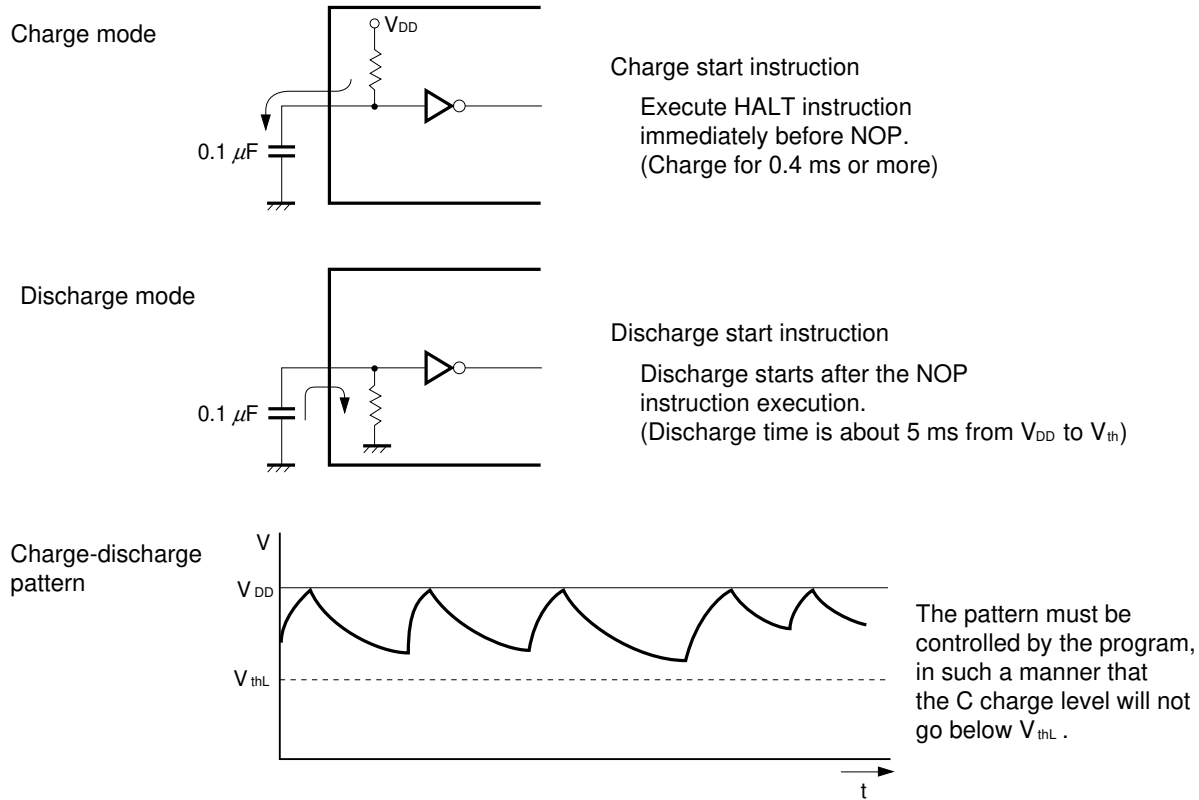 Charge mode
VDD
0.1 µF
Charge start instruction
Execute HALT instruction
immediately before NOP.
(Charge for 0.4 ms or more)
Discharge mode
0.1 µF
Discharge start instruction
Discharge starts after the NOP
instruction execution.
(Discharge time is about 5 ms from VDD to Vth)
Charge-discharge
pattern
V
VDD
VthL
t
The pattern must be
controlled by the program,
in such a manner that
the C charge level will not
go below VthL .